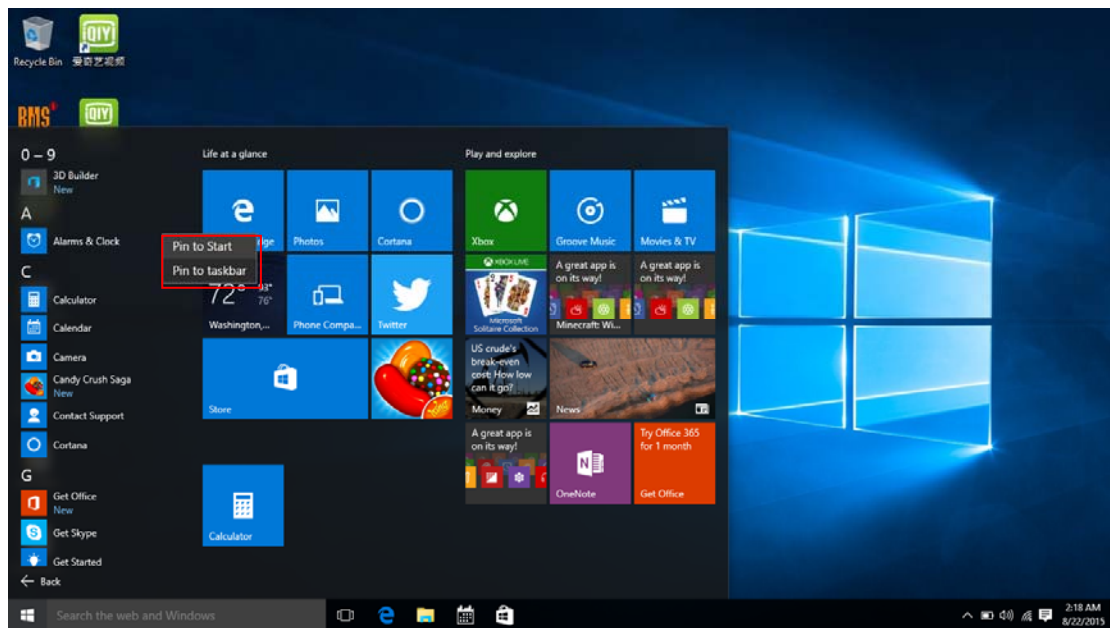 Recycle Bin
爱奇艺视频
QIY
BMS
QIY
0 – 9
3D Builder
New
A
Alarms & Clock
C
Calculator
Calendar
Camera
Candy Crush Saga
New
Contact Support
Cortana
G
Get Office
New
Get Skype
Get Started
Back
Pin to Start
Pin to taskbar
Life at a glance
Photos
Cortana
72°
76°
Washington,...
Phone Compa...
Twitter
Store
Calculator
Play and explore
Xbox
Groove Music
Movies & TV
XBOX LIVE
Microsoft
Solitaire Collection
A great app is
on its way!
Minecraft: Wi...
A great app is
on its way!
US crude's
break-even
cost: How low
can it go?
Money
News
A great app is
on its way!
OneNote
Try Office 365
for 1 month
Get Office
Search the web and Windows
2:18 AM
8/22/2015